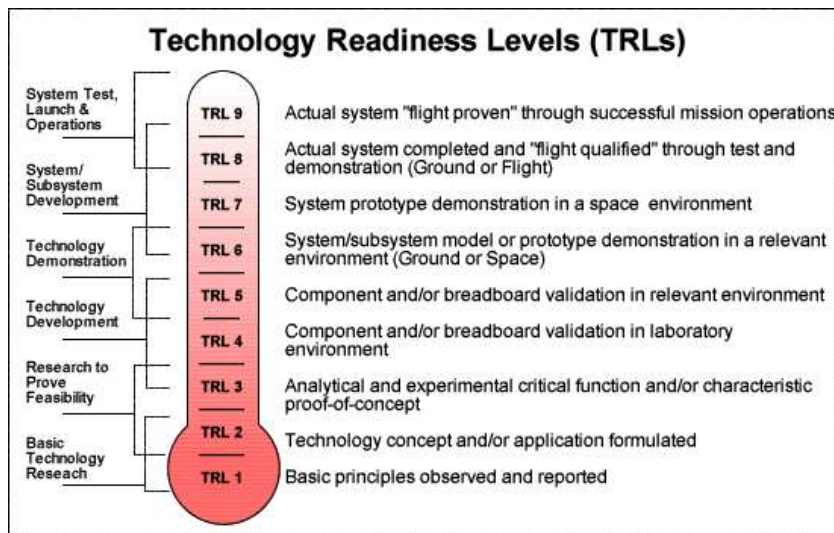 Technology Readiness Levels (TRLs)
System Test,
Launch &
Operations
System/
Subsystem
Development
Technology
Demonstration
Technology
Development
Research to
Prove
Feasibility
Basic
Technology
Reseach
TRL 9
Actual system "flight proven" through successful mission operations
TRL 8
Actual system completed and "flight qualified" through test and
demonstration (Ground or Flight)
TRL 7
System prototype demonstration in a space environment
TRL 6
System/subsystem model or prototype demonstration in a relevant
environment (Ground or Space)
TRL 5
Component and/or breadboard validation in relevant environment
TRL 4
Component and/or breadboard validation in laboratory
environment
TRL 3
Analytical and experimental critical function and/or characteristic
proof-of-concept
TRL 2
Technology concept and/or application formulated
TRL 1
Basic principles observed and reported